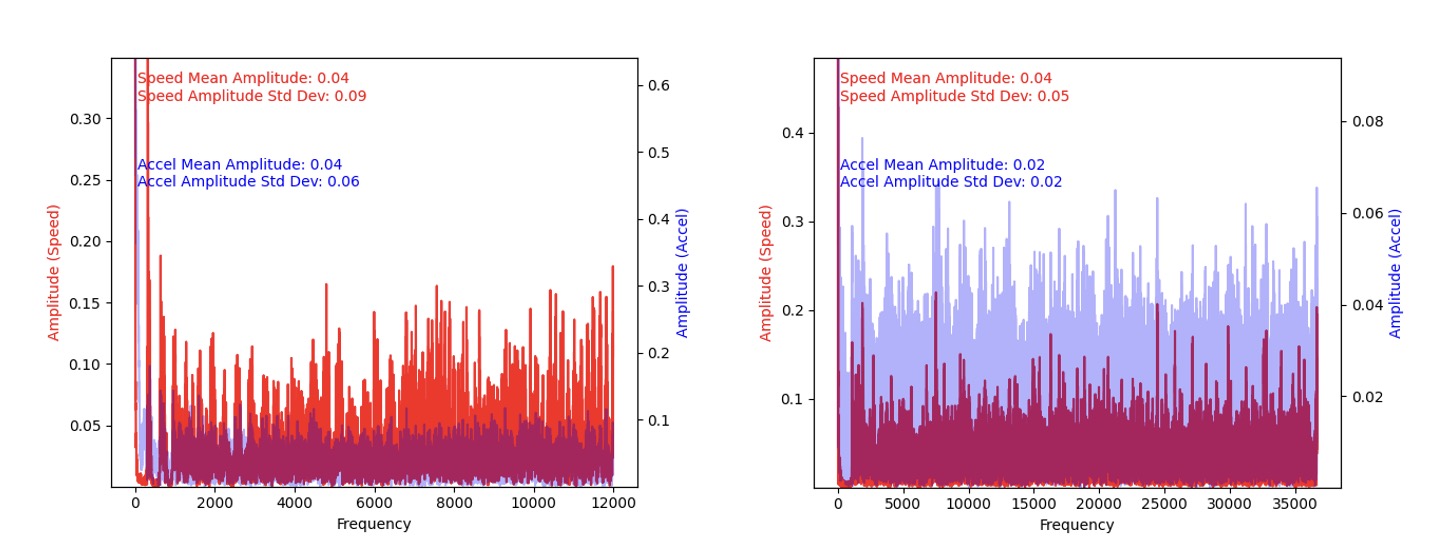 Speed Mean Amplitude: 0.04
Speed Amplitude Std Dev: 0.09
Accel Mean Amplitude: 0.04
Accel Amplitude Std Dev: 0.06
Amplitude (Speed)
0.30
0.25
0.20
0.15
0.10
0.05
0.6
0.5
0.4
0.3
0.2
0.1
Amplitude (Accel)
0 2000 4000 6000 8000 10000 12000
Frequency
Speed Mean Amplitude: 0.04
Speed Amplitude Std Dev: 0.05
Accel Mean Amplitude: 0.02
Accel Amplitude Std Dev: 0.02
Amplitude (Speed)
0.4
0.3
0.2
0.1
0.08
0.06
0.04
0.02
Amplitude (Accel)
0 5000 10000 15000 20000 25000 30000 35000
Frequency